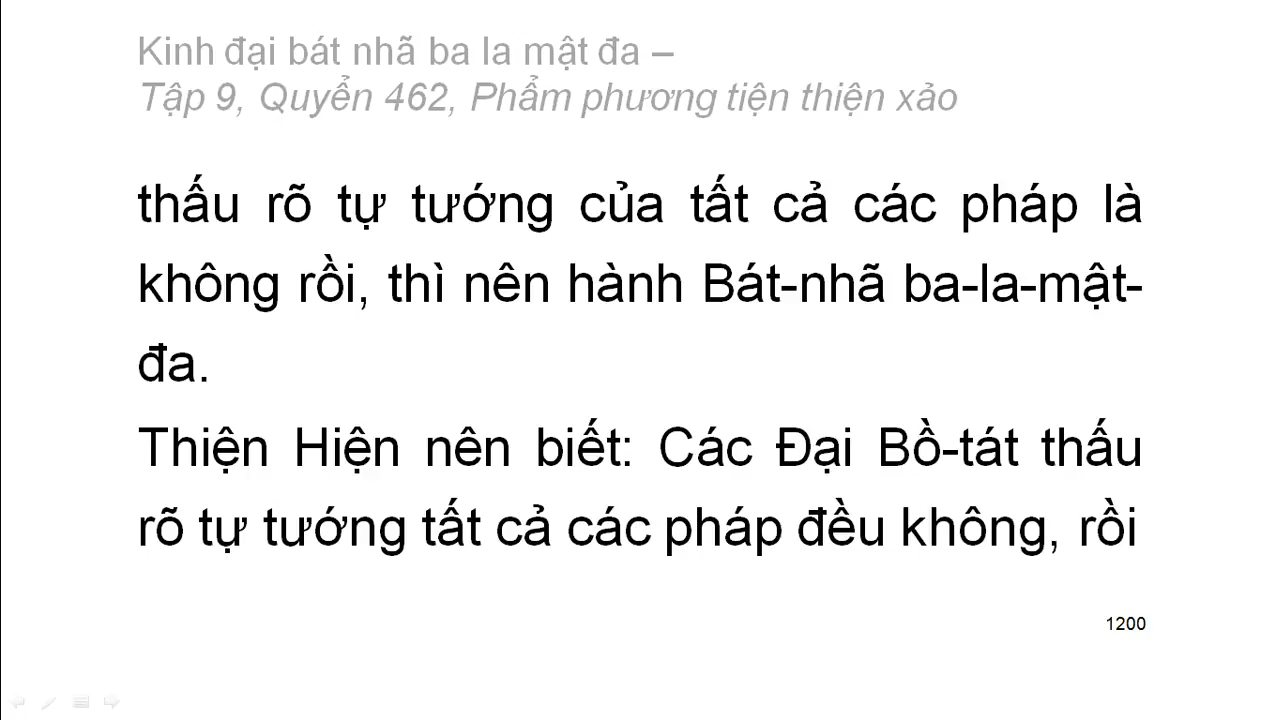 Kinh đại bát nhã ba la mật đa –
Tập 9, Quyển 462, Phẩm phương tiện thiện xảo
thấu rõ tự tướng của tất cả các pháp là
không rồi, thì nên hành Bát-nhã ba-la-mật-
đa.
Thiện Hiện nên biết: Các Đại Bồ-tát thấu
rõ tự tướng tất cả các pháp đều không, rồi
1200